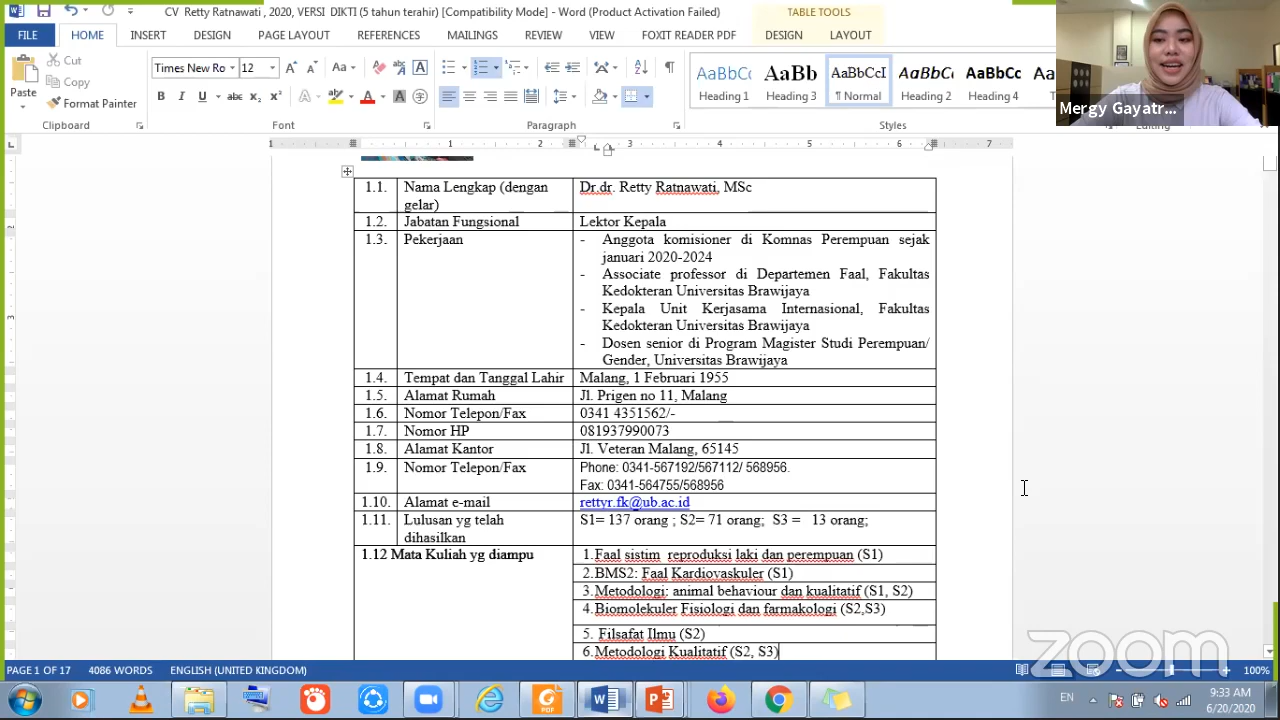 CV Retty Ratnawati , 2020, VERSI DIKTI (5 tahun terahir) [Compatibility Mode] - Word (Product Activation Failed)
TABLE TOOLS
FILE HOME INSERT DESIGN PAGE LAYOUT REFERENCES MAILINGS REVIEW VIEW FOXIT READER PDF DESIGN LAYOUT
Paste
Cut
Copy
Format Painter
Times New Ro 12
AaBbCc AaBb AaBbCcI AaBbCc AaBbCc
Heading 1 Heading 3 ¶ Normal Heading 2 Heading 4
Clipboard Font Paragraph Styles Editing
Mergy Gayatr...
1 1 2 3 4 5 6 7
1.1. Nama Lengkap (dengan gelar) Dr.dr. Retty Ratnawati, MSc
1.2. Jabatan Fungsional Lektor Kepala
1.3. Pekerjaan - Anggota komisioner di Komnas Perempuan sejak
januari 2020-2024
- Associate professor di Departemen Faal, Fakultas
Kedokteran Universitas Brawijaya
- Kepala Unit Kerjasama Internasional, Fakultas
Kedokteran Universitas Brawijaya
- Dosen senior di Program Magister Studi Perempuan/
Gender, Universitas Brawijaya
1.4. Tempat dan Tanggal Lahir Malang, 1 Februari 1955
1.5. Alamat Rumah Jl. Prigen no 11, Malang
1.6. Nomor Telepon/Fax 0341 4351562/-
1.7. Nomor HP 081937990073
1.8. Alamat Kantor Jl. Veteran Malang, 65145
1.9. Nomor Telepon/Fax Phone: 0341-567192/567112/ 568956.
Fax: 0341-564755/568956
1.10. Alamat e-mail rettyr.fk@ub.ac.id
1.11. Lulusan yg telah dihasilkan S1= 137 orang ; S2= 71 orang; S3 = 13 orang;
1.12 Mata Kuliah yg diampu 1.Faal sistim reproduksi laki dan perempuan (S1)
2.BMS2: Faal Kardiovaskuler (S1)
3.Metodologi: animal behaviour dan kualitatif (S1, S2)
4.Biomolekuler Fisiologi dan farmakologi (S2,S3)
5. Filsafat Ilmu (S2)
6.Metodologi Kualitatif (S2, S3)
zoom
PAGE 1 OF 17 4086 WORDS ENGLISH (UNITED KINGDOM) 100%
EN 9:33 AM
6/20/2020